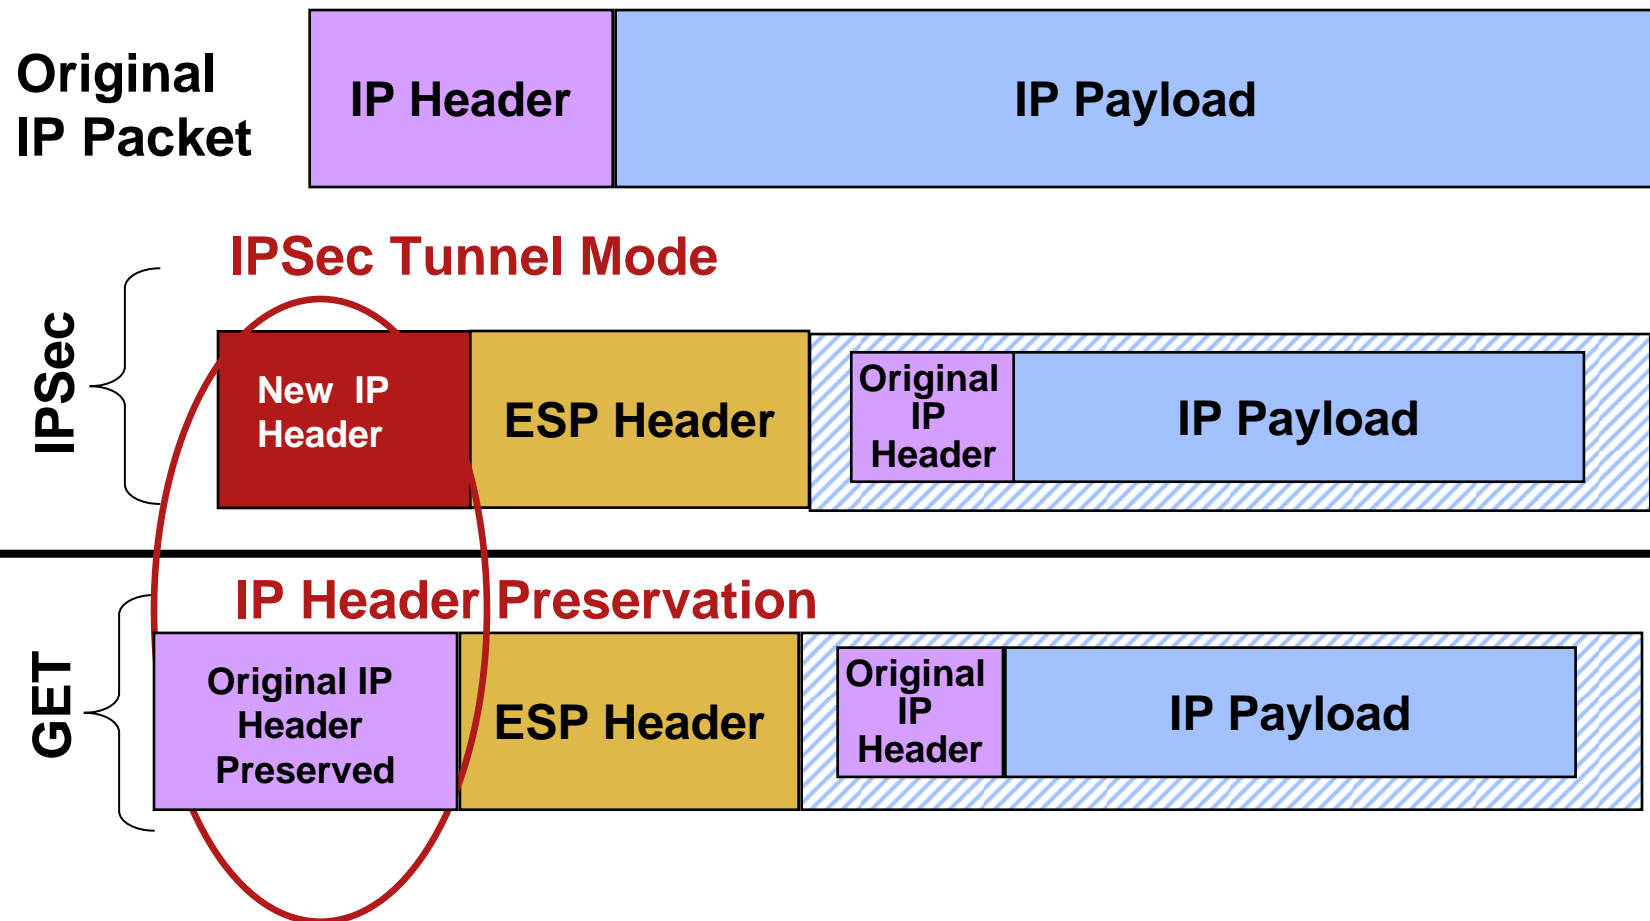 Original
IP Packet
IP Header
IP Payload
IPSec Tunnel Mode
IPSec
New IP
Header
ESP Header
Original
IP
Header
IP Payload
IP Header Preservation
GET
Original IP
Header
Preserved
ESP Header
Original
IP
Header
IP Payload